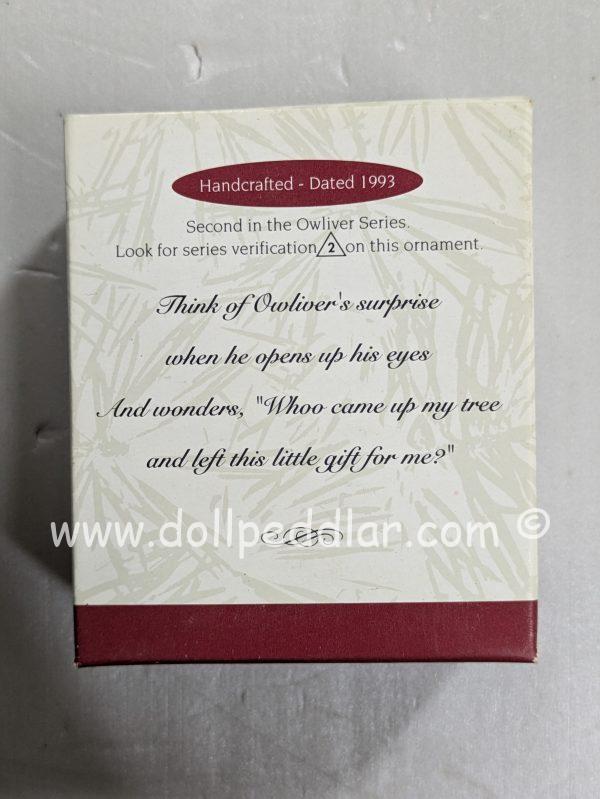 Handcrafted - Dated 1993
Second in the Owliver Series.
Look for series verification 2 on this ornament.
Think of Owliver's surprise
when he opens up his eyes
And wonders, "Whoo came up my tree
and left this little gift for me?"
www.dollpeddlar.com ©